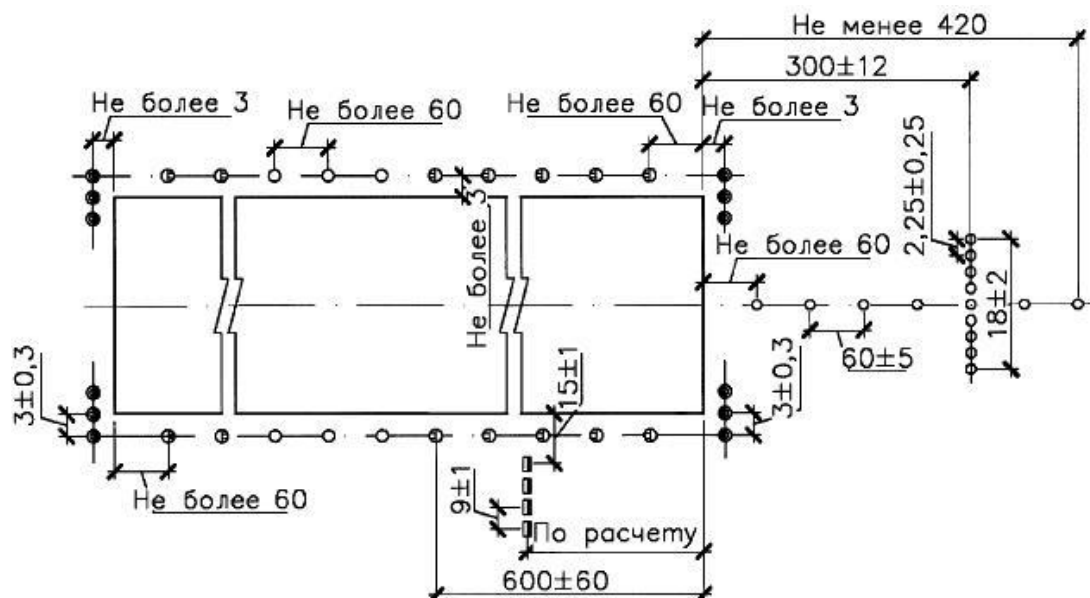 Не менее 420
300±12
Не более 3
Не более 60
Не более 60
Не более 3
2,25±0,25
Не более 3
Не более 60
18±2
60±5
3±0,3
15±1
3±0,3
Не более 60
9±1
По расчету
600±60